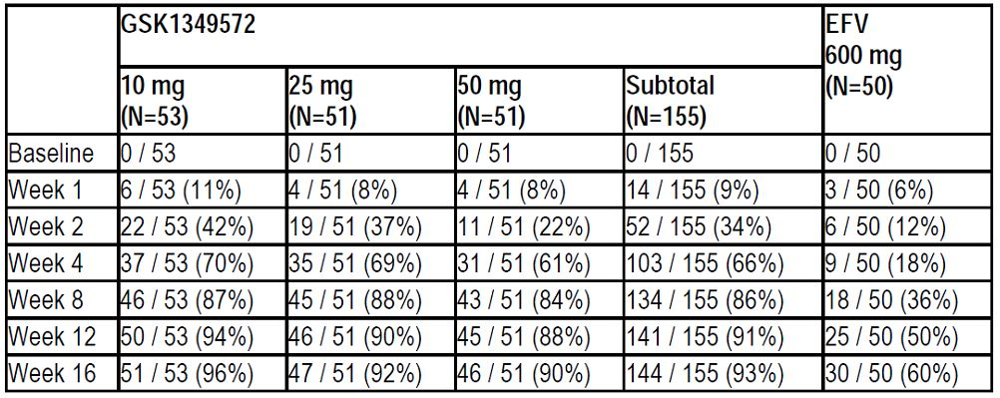 GSK1349572 EFV
600 mg
(N=50)
10 mg 25 mg 50 mg Subtotal
(N=53) (N=51) (N=51) (N=155)
Baseline 0 / 53 0 / 51 0 / 51 0 / 155 0 / 50
Week 1 6 / 53 (11%) 4 / 51 (8%) 4 / 51 (8%) 14 / 155 (9%) 3 / 50 (6%)
Week 2 22 / 53 (42%) 19 / 51 (37%) 11 / 51 (22%) 52 / 155 (34%) 6 / 50 (12%)
Week 4 37 / 53 (70%) 35 / 51 (69%) 31 / 51 (61%) 103 / 155 (66%) 9 / 50 (18%)
Week 8 46 / 53 (87%) 45 / 51 (88%) 43 / 51 (84%) 134 / 155 (86%) 18 / 50 (36%)
Week 12 50 / 53 (94%) 46 / 51 (90%) 45 / 51 (88%) 141 / 155 (91%) 25 / 50 (50%)
Week 16 51 / 53 (96%) 47 / 51 (92%) 46 / 51 (90%) 144 / 155 (93%) 30 / 50 (60%)